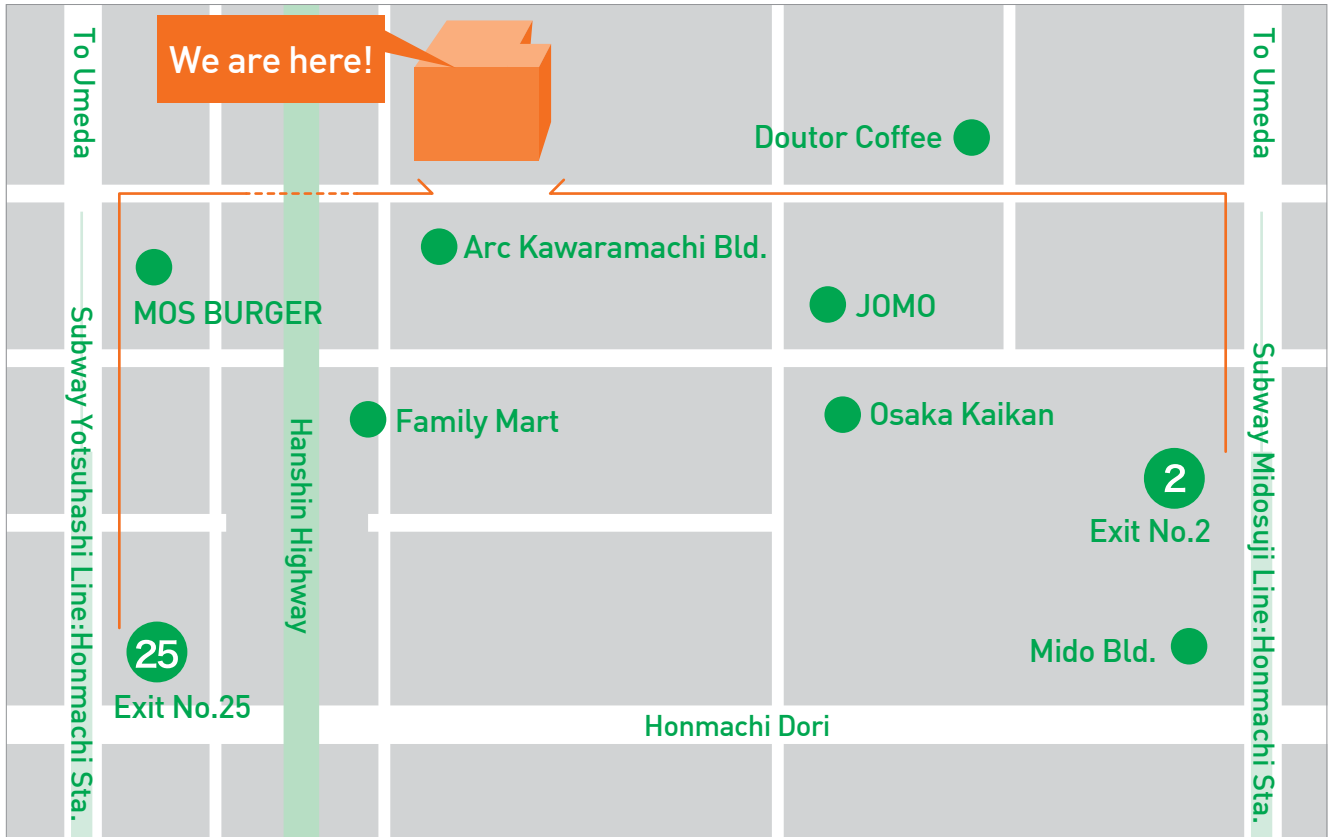 To Umeda
We are here!
To Umeda
Doutor Coffee
Arc Kawaramachi Bld.
MOS BURGER
JOMO
Subway Yotsuhashi Line:Honmachi Sta.
Hanshin Highway
Family Mart
Osaka Kaikan
Subway Midosuji Line:Honmachi Sta.
2
Exit No.2
25
Exit No.25
Mido Bld.
Honmachi Dori